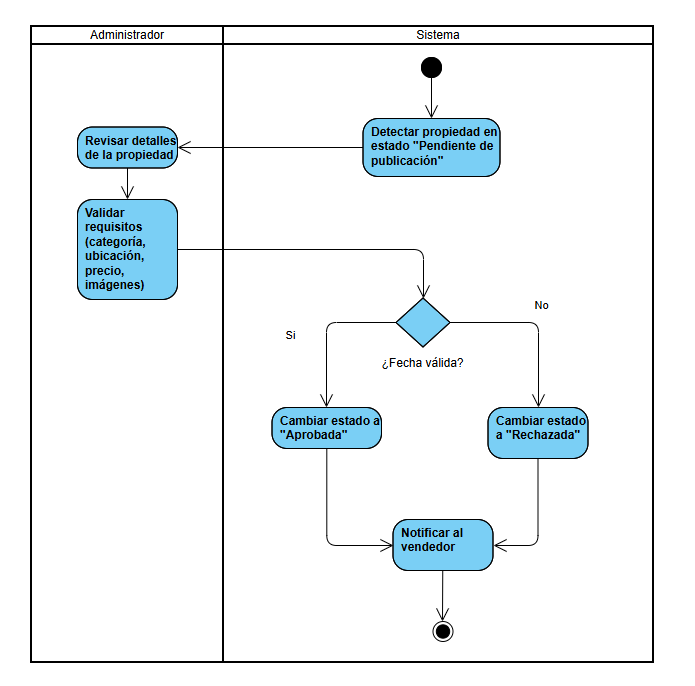 Administrador
Sistema
Detectar propiedad en
estado "Pendiente de
publicación"
Revisar detalles
de la propiedad
Validar
requisitos
(categoría,
ubicación,
precio,
imágenes)
No
Si
¿Fecha válida?
Cambiar estado a
"Aprobada"
Cambiar estado
a "Rechazada"
Notificar al
vendedor